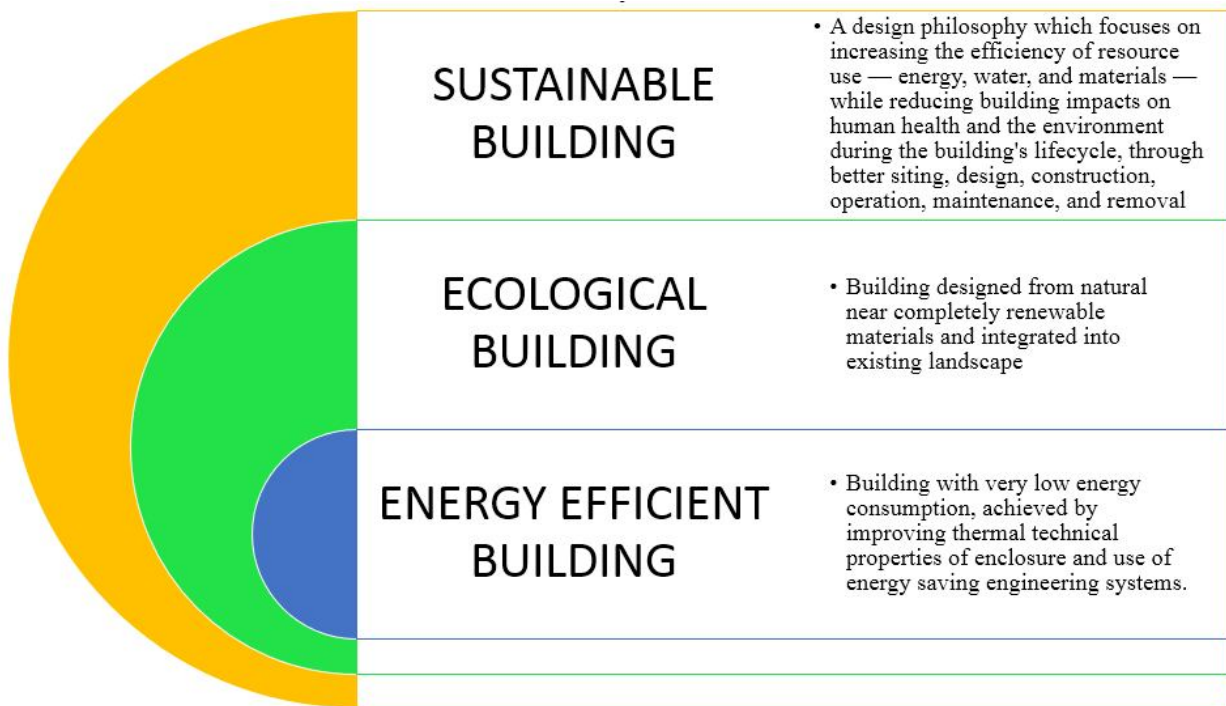 SUSTAINABLE
BUILDING
• A design philosophy which focuses on
increasing the efficiency of resource
use — energy, water, and materials —
while reducing building impacts on
human health and the environment
during the building's lifecycle, through
better siting, design, construction,
operation, maintenance, and removal
ECOLOGICAL
BUILDING
• Building designed from natural
near completely renewable
materials and integrated into
existing landscape
ENERGY EFFICIENT
BUILDING
• Building with very low energy
consumption, achieved by
improving thermal technical
properties of enclosure and use of
energy saving engineering systems.